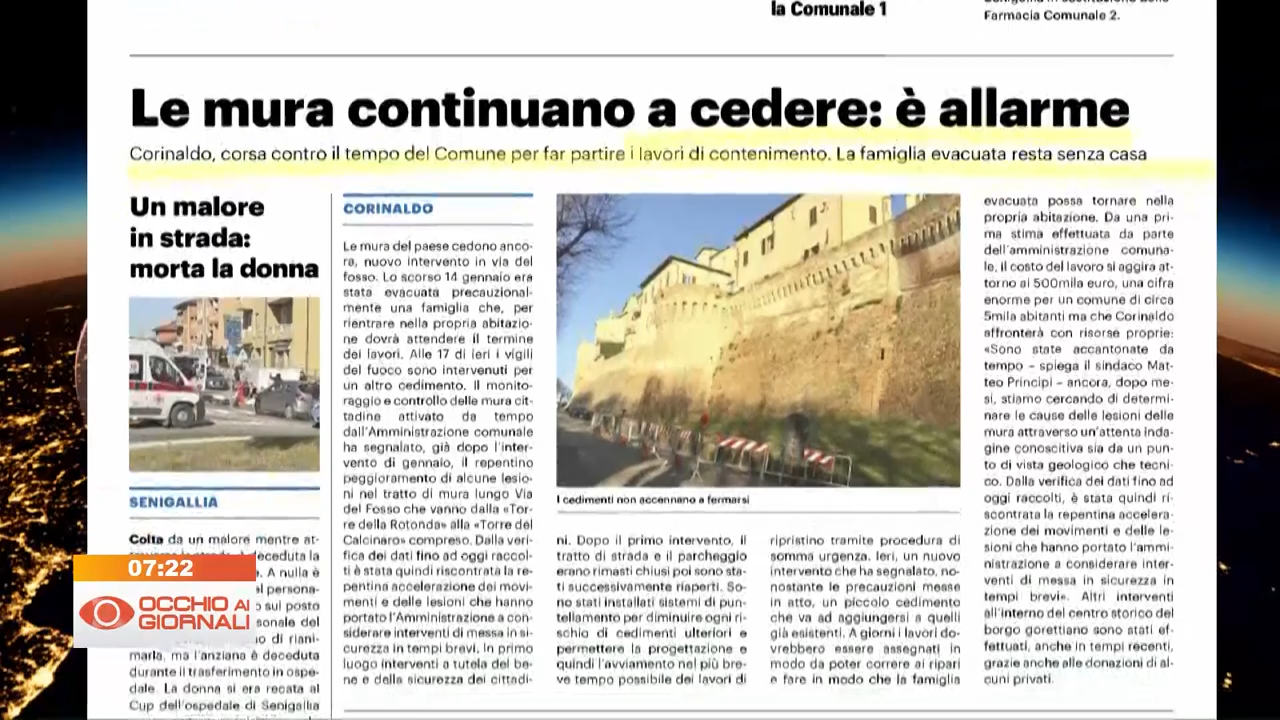 la Comunale 1
Farmacia Comunale 2.
Le mura continuano a cedere: è allarme
Corinaldo, corsa contro il tempo del Comune per far partire i lavori di contenimento. La famiglia evacuata resta senza casa
Un malore
in strada:
morta la donna
SENIGALLIA
Colta da un malore mentre at-
deceduta la
A nulla è
persona-
sul posto
sonale del
di riani-
marla, ma l'anziana è deceduta
durante il trasferimento in ospe-
dale. La donna si era recata al
Cup dell'ospedale di Senigallia
CORINALDO
Le mura del paese cedono anco-
ra, nuovo intervento in via del
fosso. Lo scorso 14 gennaio era
stata evacuata precauzional-
mente una famiglia che, per
rientrare nella propria abitazio-
ne dovrà attendere il termine
dei lavori. Alle 17 di ieri i vigili
del fuoco sono intervenuti per
un altro cedimento. Il monito-
raggio e controllo delle mura cit-
tadine attivato da tempo
dall'Amministrazione comunale
ha segnalato, già dopo l'inter-
vento di gennaio, il repentino
peggioramento di alcune lesio-
ni nel tratto di mura lungo Via
del Fosso che vanno dalla «Tor-
re della Rotonda» alla «Torre del
Calcinaro» compreso. Dalla veri-
fica dei dati fino ad oggi raccol-
ti è stata quindi riscontrata la re-
pentina accelerazione dei movi-
menti e delle lesioni che hanno
portato l'Amministrazione a con-
siderare interventi di messa in si-
curezza in tempi brevi. In primo
luogo interventi a tutela del be-
ne e della sicurezza dei cittadi-
I cedimenti non accennano a fermarsi
ni. Dopo il primo intervento, il
tratto di strada e il parcheggio
erano rimasti chiusi poi sono sta-
ti successivamente riaperti. So-
no stati installati sistemi di pun-
tellamento per diminuire ogni ri-
schio di cedimenti ulteriori e
permettere la progettazione e
quindi l'avviamento nel più bre-
ve tempo possibile dei lavori di
ripristino tramite procedura di
somma urgenza. Ieri, un nuovo
intervento che ha segnalato, no-
nostante le precauzioni messe
in atto, un piccolo cedimento
che va ad aggiungersi a quelli
già esistenti. A giorni i lavori do-
vrebbero essere assegnati in
modo da poter correre ai ripari
e fare in modo che la famiglia
evacuata possa tornare nella
propria abitazione. Da una pri-
ma stima effettuata da parte
dell'amministrazione comuna-
le, il costo del lavoro si aggira at-
torno ai 500mila euro, una cifra
enorme per un comune di circa
5mila abitanti ma che Corinaldo
affronterà con risorse proprie:
«Sono state accantonate da
tempo – spiega il sindaco Mat-
teo Principi – ancora, dopo me-
si, stiamo cercando di determi-
nare le cause delle lesioni delle
mura attraverso un'attenta inda-
gine conoscitiva sia da un pun-
to di vista geologico che tecni-
co. Dalla verifica dei dati fino ad
oggi raccolti, è stata quindi ri-
scontrata la repentina accelera-
zione dei movimenti e delle le-
sioni che hanno portato l'ammi-
nistrazione a considerare inter-
venti di messa in sicurezza in
tempi brevi». Altri interventi
all'interno del centro storico del
borgo gorettiano sono stati ef-
fettuati, anche in tempi recenti,
grazie anche alle donazioni di al-
cuni privati.
07:22
OCCHIO AI
GIORNALI